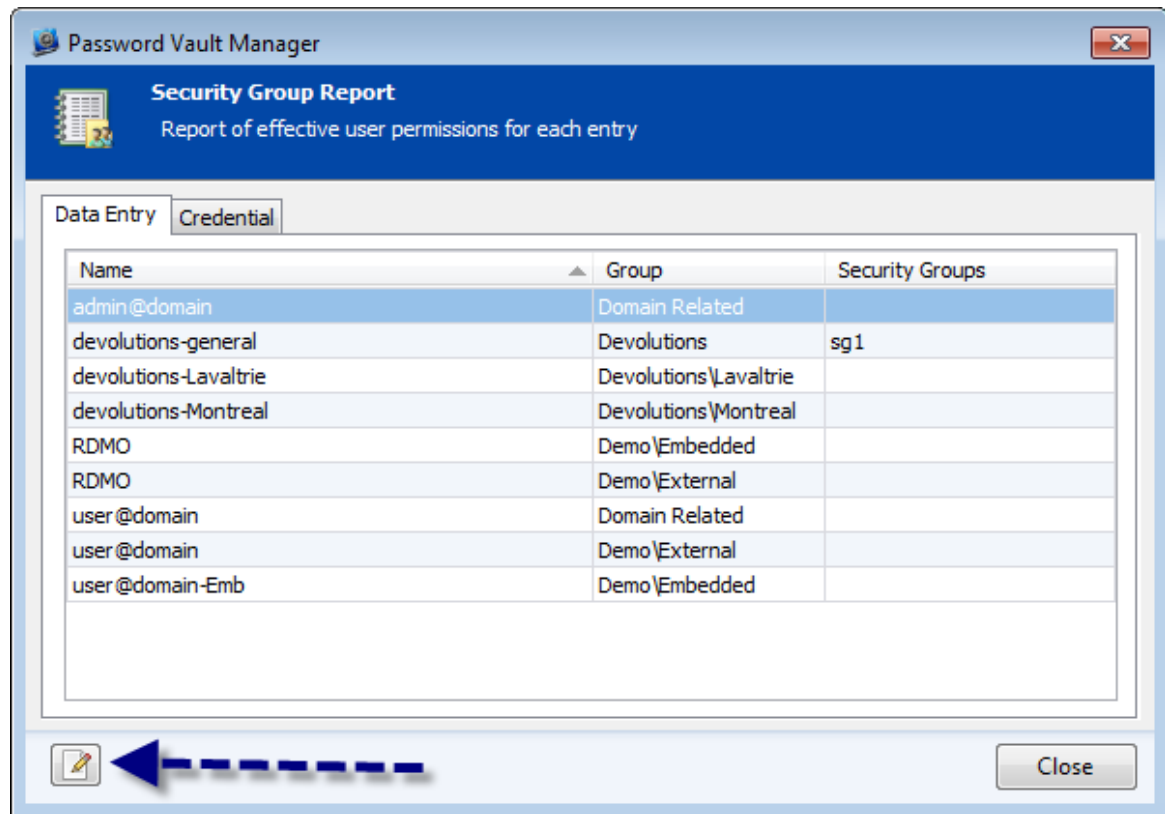 Password Vault Manager
Security Group Report
Report of effective user permissions for each entry
Data Entry Credential
Name Group Security Groups
admin@domain Domain Related
devolutions-general Devolutions sg1
devolutions-Lavaltrie Devolutions\Lavaltrie
devolutions-Montreal Devolutions\Montreal
RDMO Demo\Embedded
RDMO Demo\External
user@domain Domain Related
user@domain Demo\External
user@domain-Emb Demo\Embedded
Close